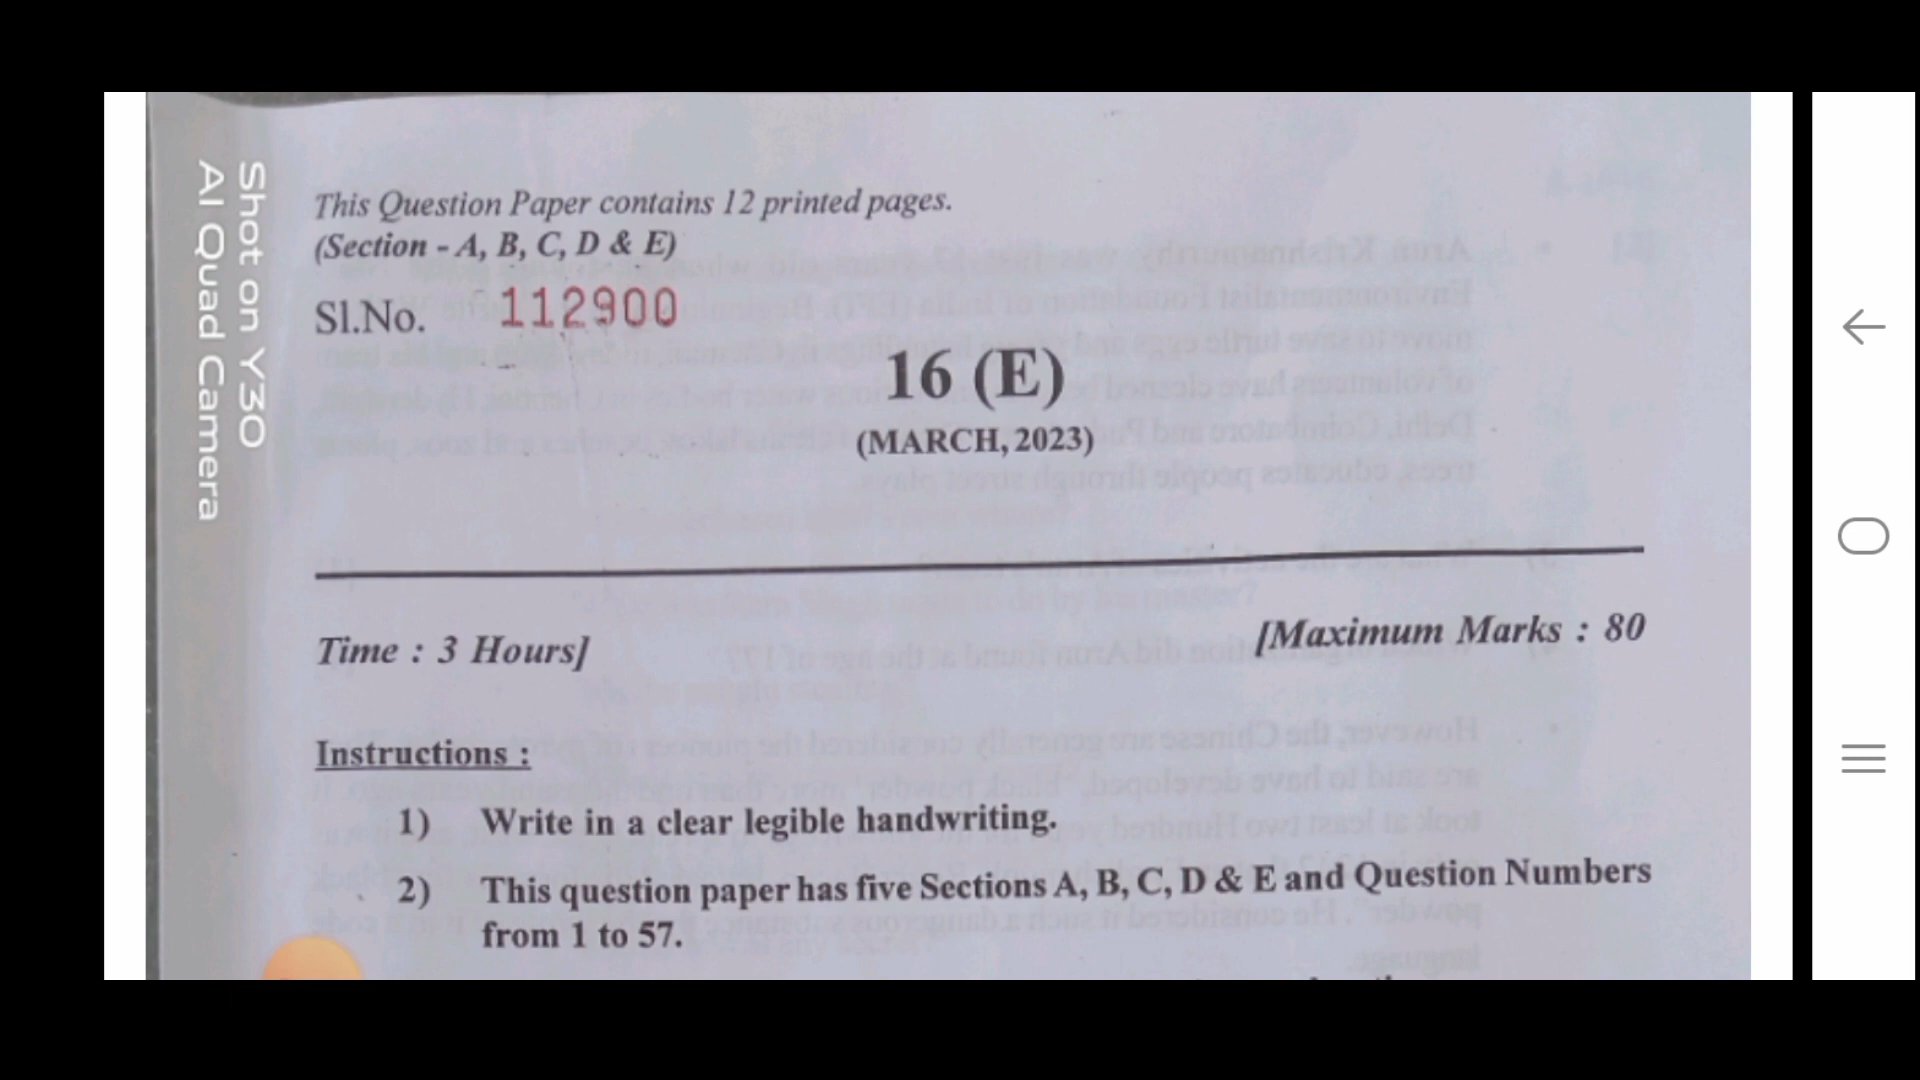 Shot on Y30
AI Quad Camera
This Question Paper contains 12 printed pages.
(Section - A, B, C, D & E)
Sl.No. 112900
16 (E)
(MARCH, 2023)
Time : 3 Hours]
[Maximum Marks : 80
Instructions :
1) Write in a clear legible handwriting.
2) This question paper has five Sections A, B, C, D & E and Question Numbers
from 1 to 57.